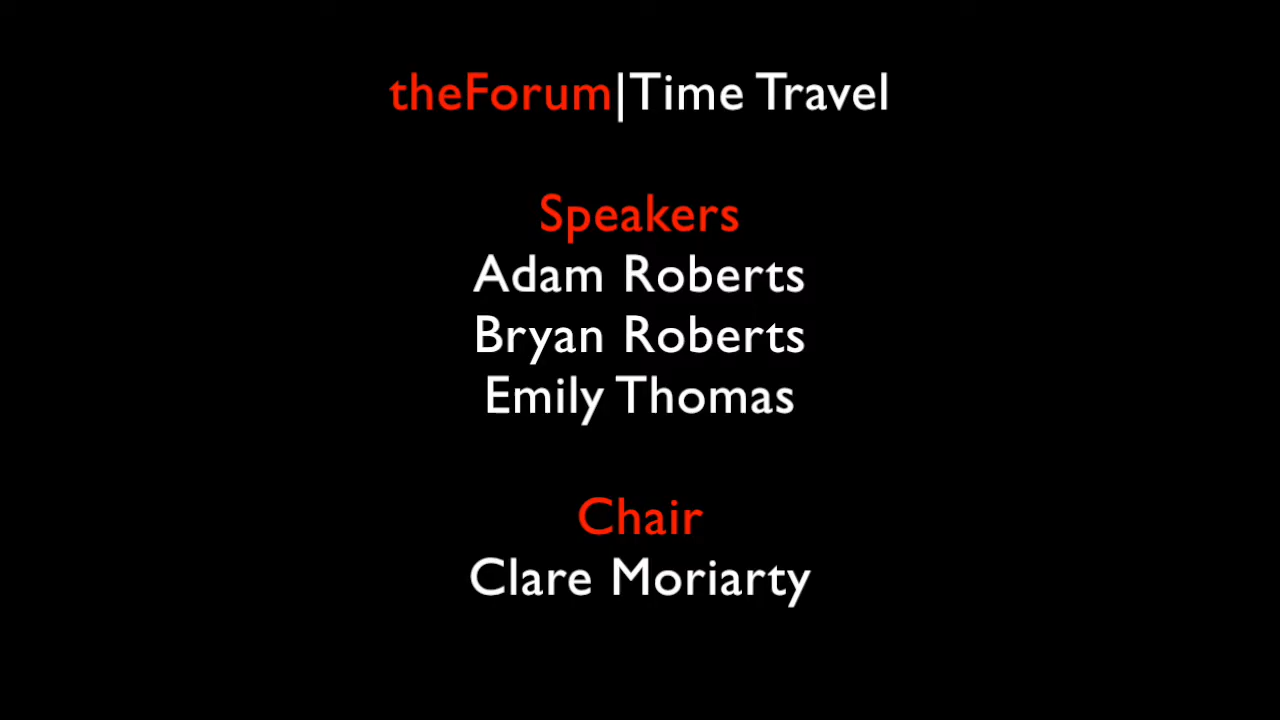 theForum|Time Travel
Speakers
Adam Roberts
Bryan Roberts
Emily Thomas
Chair
Clare Moriarty